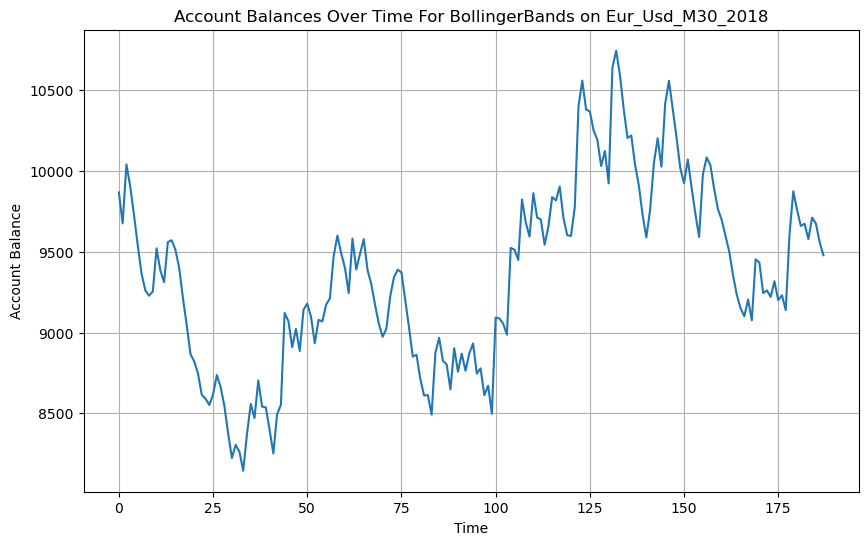 Account Balances Over Time For BollingerBands on Eur_Usd_M30_2018
10500
10000
9500
9000
8500
Account Balance
0 25 50 75 100 125 150 175
Time